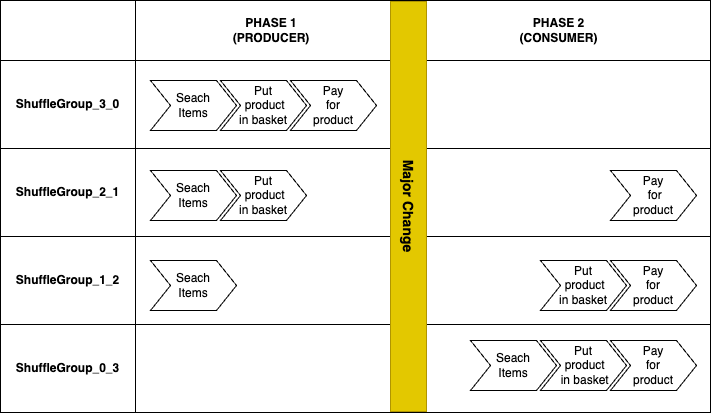 PHASE 1
(PRODUCER)
PHASE 2
(CONSUMER)
Major Change
ShuffleGroup_3_0
Seach
Items
Put
product
in basket
Pay
for
product
ShuffleGroup_2_1
Seach
Items
Put
product
in basket
Pay
for
product
ShuffleGroup_1_2
Seach
Items
Put
product
in basket
Pay
for
product
ShuffleGroup_0_3
Seach
Items
Put
product
in basket
Pay
for
product